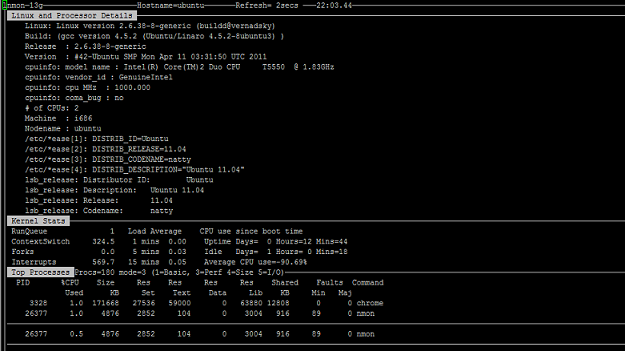 nmon-13g Hostname=ubuntu Refresh= 2secs 22:03.44
Linux and Processor Details
Linux: Linux version 2.6.38-8-generic (buildd@vernadsky)
Build: (gcc version 4.5.2 (Ubuntu/Linaro 4.5.2-8ubuntu3) )
Release : 2.6.38-8-generic
Version : #42-Ubuntu SMP Mon Apr 11 03:31:50 UTC 2011
cpuinfo: model name : Intel(R) Core(TM)2 Duo CPU T5550 @ 1.83GHz
cpuinfo: vendor_id : GenuineIntel
cpuinfo: cpu MHz : 1000.000
cpuinfo: coma_bug : no
# of CPUs: 2
Machine : i686
Nodename : ubuntu
/etc/*ease[1]: DISTRIB_ID=Ubuntu
/etc/*ease[2]: DISTRIB_RELEASE=11.04
/etc/*ease[3]: DISTRIB_CODENAME=natty
/etc/*ease[4]: DISTRIB_DESCRIPTION="Ubuntu 11.04"
lsb_release: Distributor ID: Ubuntu
lsb_release: Description: Ubuntu 11.04
lsb_release: Release: 11.04
lsb_release: Codename: natty
Kernel Stats
RunQueue 1 Load Average CPU use since boot time
ContextSwitch 324.5 1 mins 0.00 Uptime Days= 0 Hours=12 Mins=44
Forks 0.0 5 mins 0.03 Idle Days= 1 Hours= 0 Mins=18
Interrupts 569.7 15 mins 0.05 Average CPU use=-90.69%
Top Processes Procs=180 mode=3 (1=Basic, 3=Perf 4=Size 5=I/O)
PID %CPU Size Res Res Res Res Shared Faults Command
Used KB Set Text Data Lib KB Min Maj
3328 1.0 171668 27536 59000 0 63880 12808 0 0 chrome
26377 1.0 4876 2852 104 0 3004 916 89 0 nmon
26377 0.5 4876 2852 104 0 3004 916 89 0 nmon